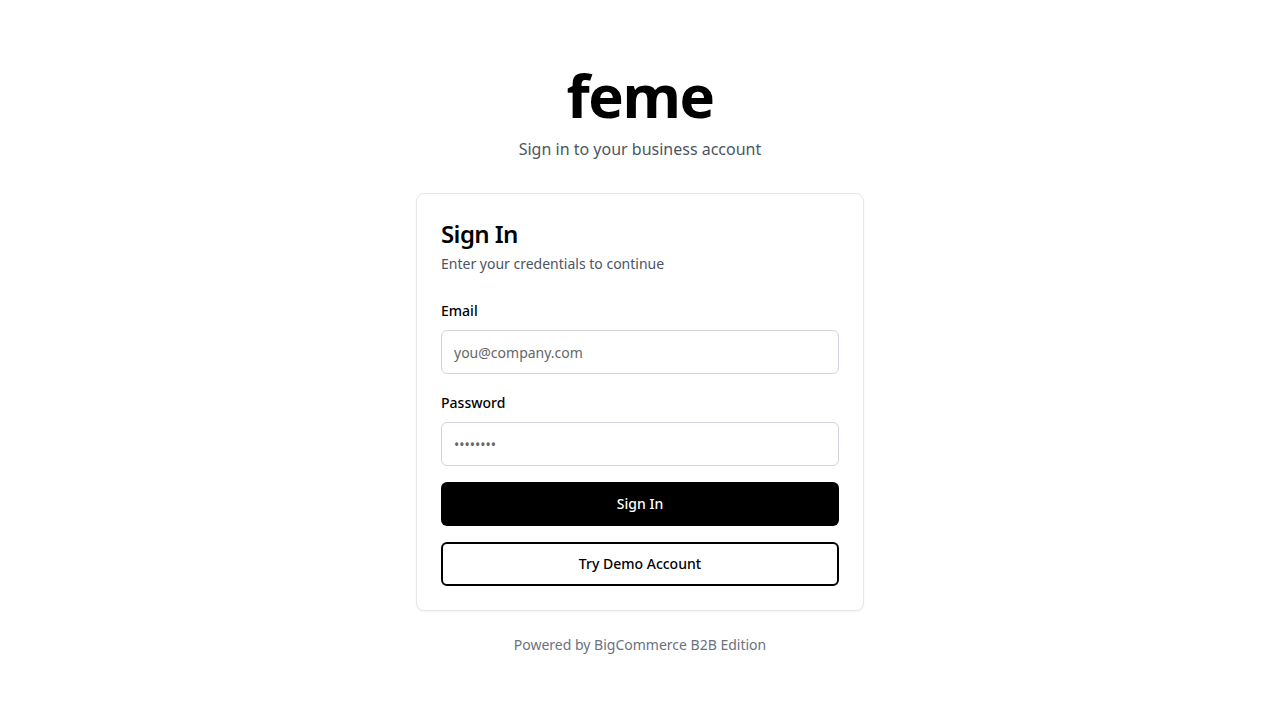 feme
Sign in to your business account
Sign In
Enter your credentials to continue
Email
you@company.com
Password
••••••••
Sign In
Try Demo Account
Powered by BigCommerce B2B Edition